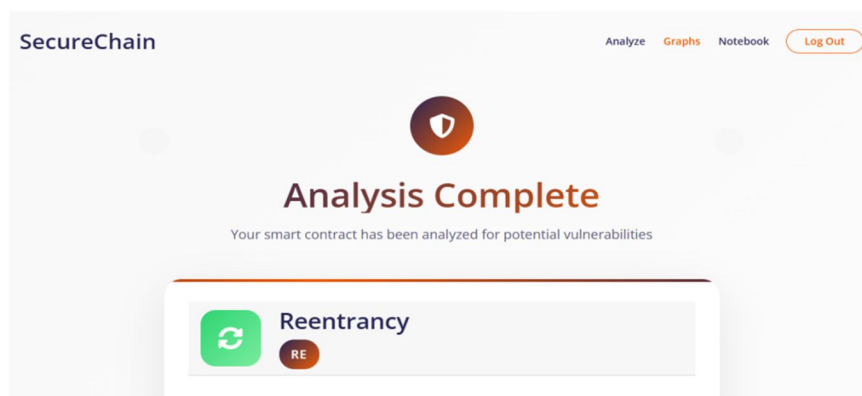 SecureChain
Analyze Graphs Notebook Log Out
Analysis Complete
Your smart contract has been analyzed for potential vulnerabilities
Reentrancy
RE